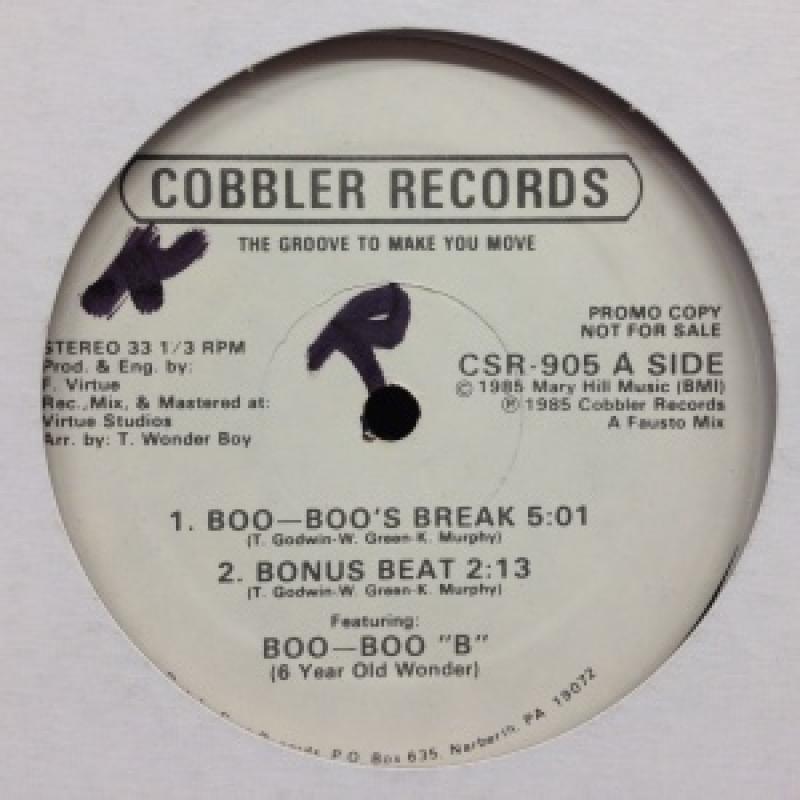 COBBLER RECORDS
THE GROOVE TO MAKE YOU MOVE
K
R
PROMO COPY
NOT FOR SALE
STEREO 33 1/3 RPM
Prod. & Eng. by:
F. Virtue
Rec., Mix, & Mastered at:
Virtue Studios
Arr. by: T. Wonder Boy
CSR-905 A SIDE
© 1985 Mary Hill Music (BMI)
℗ 1985 Cobbler Records
A Fausto Mix
1. BOO—BOO'S BREAK 5:01
(T. Godwin-W. Green-K. Murphy)
2. BONUS BEAT 2:13
(T. Godwin-W. Green-K. Murphy)
Featuring:
BOO—BOO "B"
(6 Year Old Wonder)
Records P.O. Box 635, Narberth, PA 19072